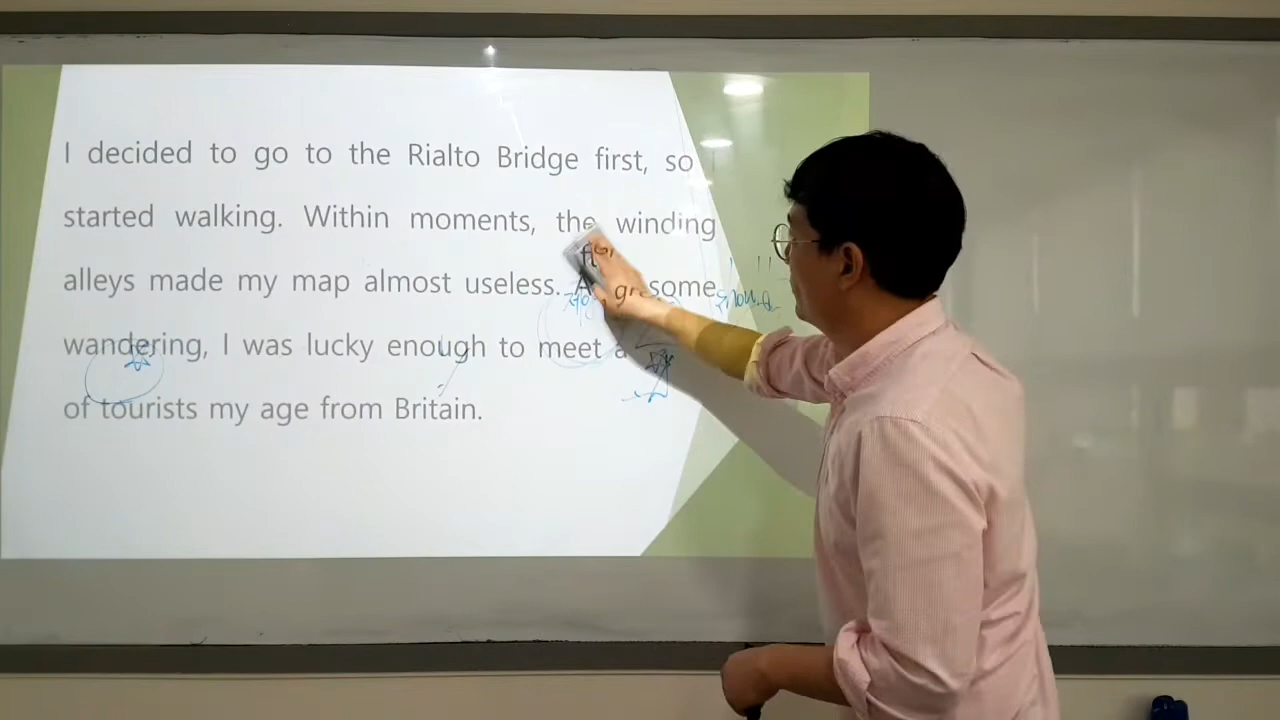 I decided to go to the Rialto Bridge first, so
started walking. Within moments, the winding
alleys made my map almost useless. some
wandering, I was lucky enough to meet a
of tourists my age from Britain.